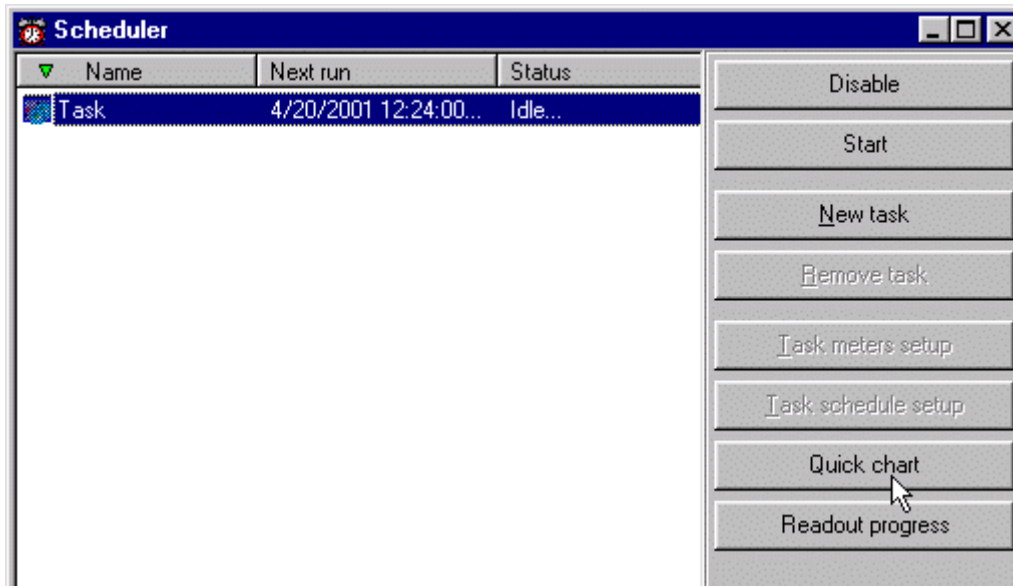 Scheduler
Name Next run Status
Task 4/20/2001 12:24:00... Idle...
Disable
Start
New task
Remove task
Task meters setup
Task schedule setup
Quick chart
Readout progress